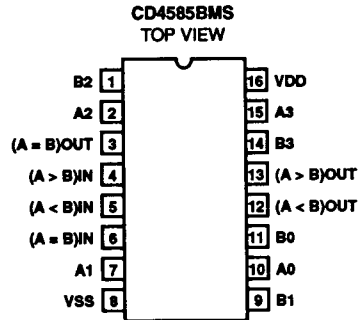 CD4585BMS
TOP VIEW
B2 1 16 VDD
A2 2 15 A3
(A = B)OUT 3 14 B3
(A > B)IN 4 13 (A > B)OUT
(A < B)IN 5 12 (A < B)OUT
(A = B)IN 6 11 B0
A1 7 10 A0
VSS 8 9 B1